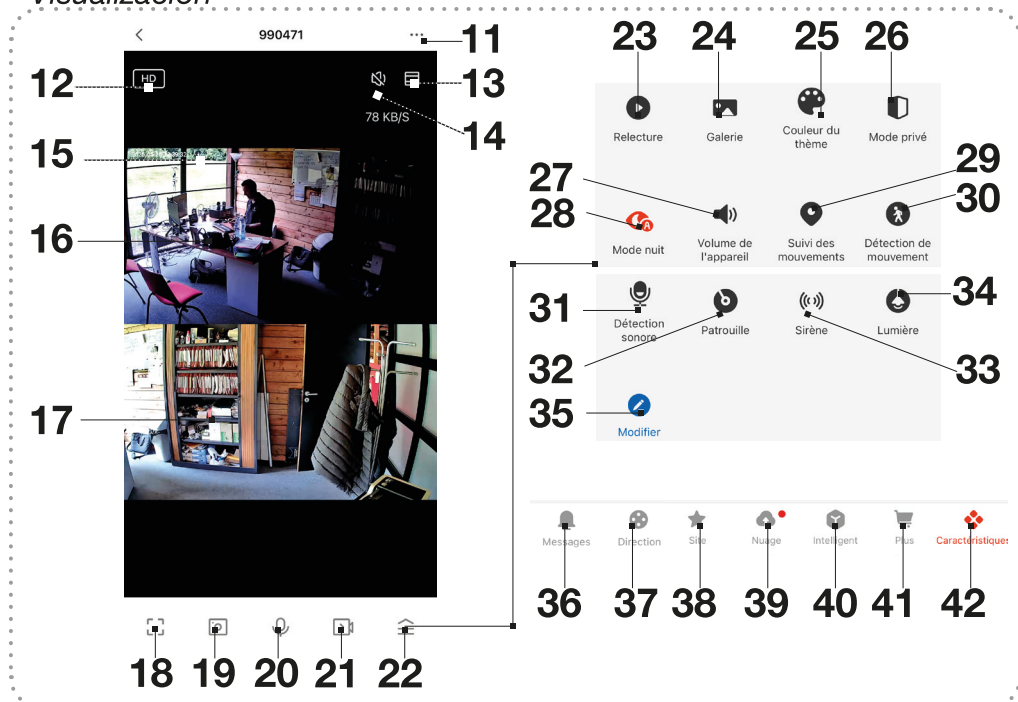 Visualización
990471
11
23
24
25
26
12
HD
13
78 KB/S
14
Relecture
Galerie
Couleur du
thème
Mode privé
15
27
28
29
30
16
Mode nuit
Volume de
l'appareil
Suivi des
mouvements
Détection de
mouvement
31
34
Détection
sonore
Patrouille
Sirène
Lumière
32
33
17
35
Modifier
Messages
Direction
Site
Nuage
Intelligent
Plus
Caractéristiques
36
37
38
39
40
41
42
18
19
20
21
22